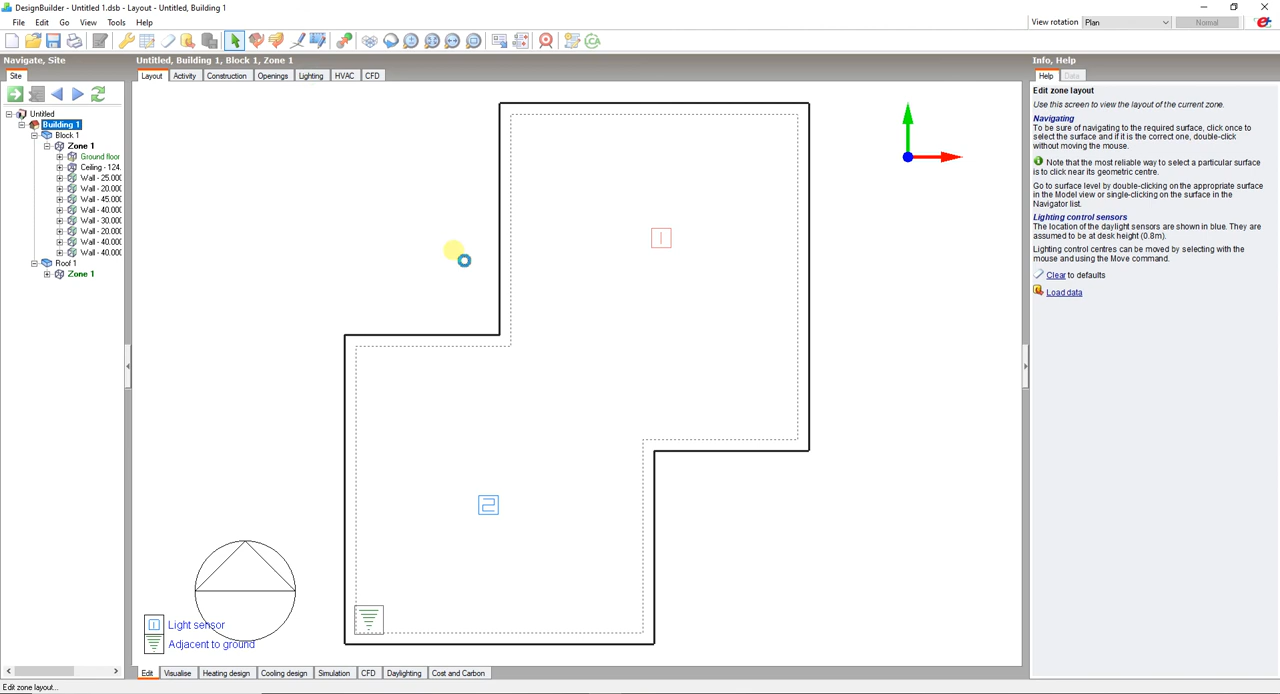 DesignBuilder - Untitled 1.dsb - Layout - Untitled, Building 1
File Edit Go View Tools Help
View rotation Plan Normal
Navigate, Site
Untitled, Building 1, Block 1, Zone 1
Info, Help
Site
Layout Activity Construction Openings Lighting HVAC CFD
Help Data
Untitled
Building 1
Block 1
Zone 1
Ground floor
Ceiling - 124.
Wall - 25.000
Wall - 20.000
Wall - 45.000
Wall - 40.000
Wall - 30.000
Wall - 20.000
Wall - 40.000
Wall - 40.000
Roof 1
Zone 1
1
2
Light sensor
Adjacent to ground
Edit zone layout
Use this screen to view the layout of the current zone.
Navigating
To be sure of navigating to the required surface, click once to
select the surface and if it is the correct one, double-click
without moving the mouse.
Note that the most reliable way to select a particular surface
is to click near its geometric centre.
Go to surface level by double-clicking on the appropriate surface
in the Model view or single-clicking on the surface in the
Navigator list.
Lighting control sensors
The location of the daylight sensors are shown in blue. They are
assumed to be at desk height (0.8m).
Lighting control centres can be moved by selecting with the
mouse and using the Move command.
Clear to defaults
Load data
Edit Visualise Heating design Cooling design Simulation CFD Daylighting Cost and Carbon
Edit zone layout...